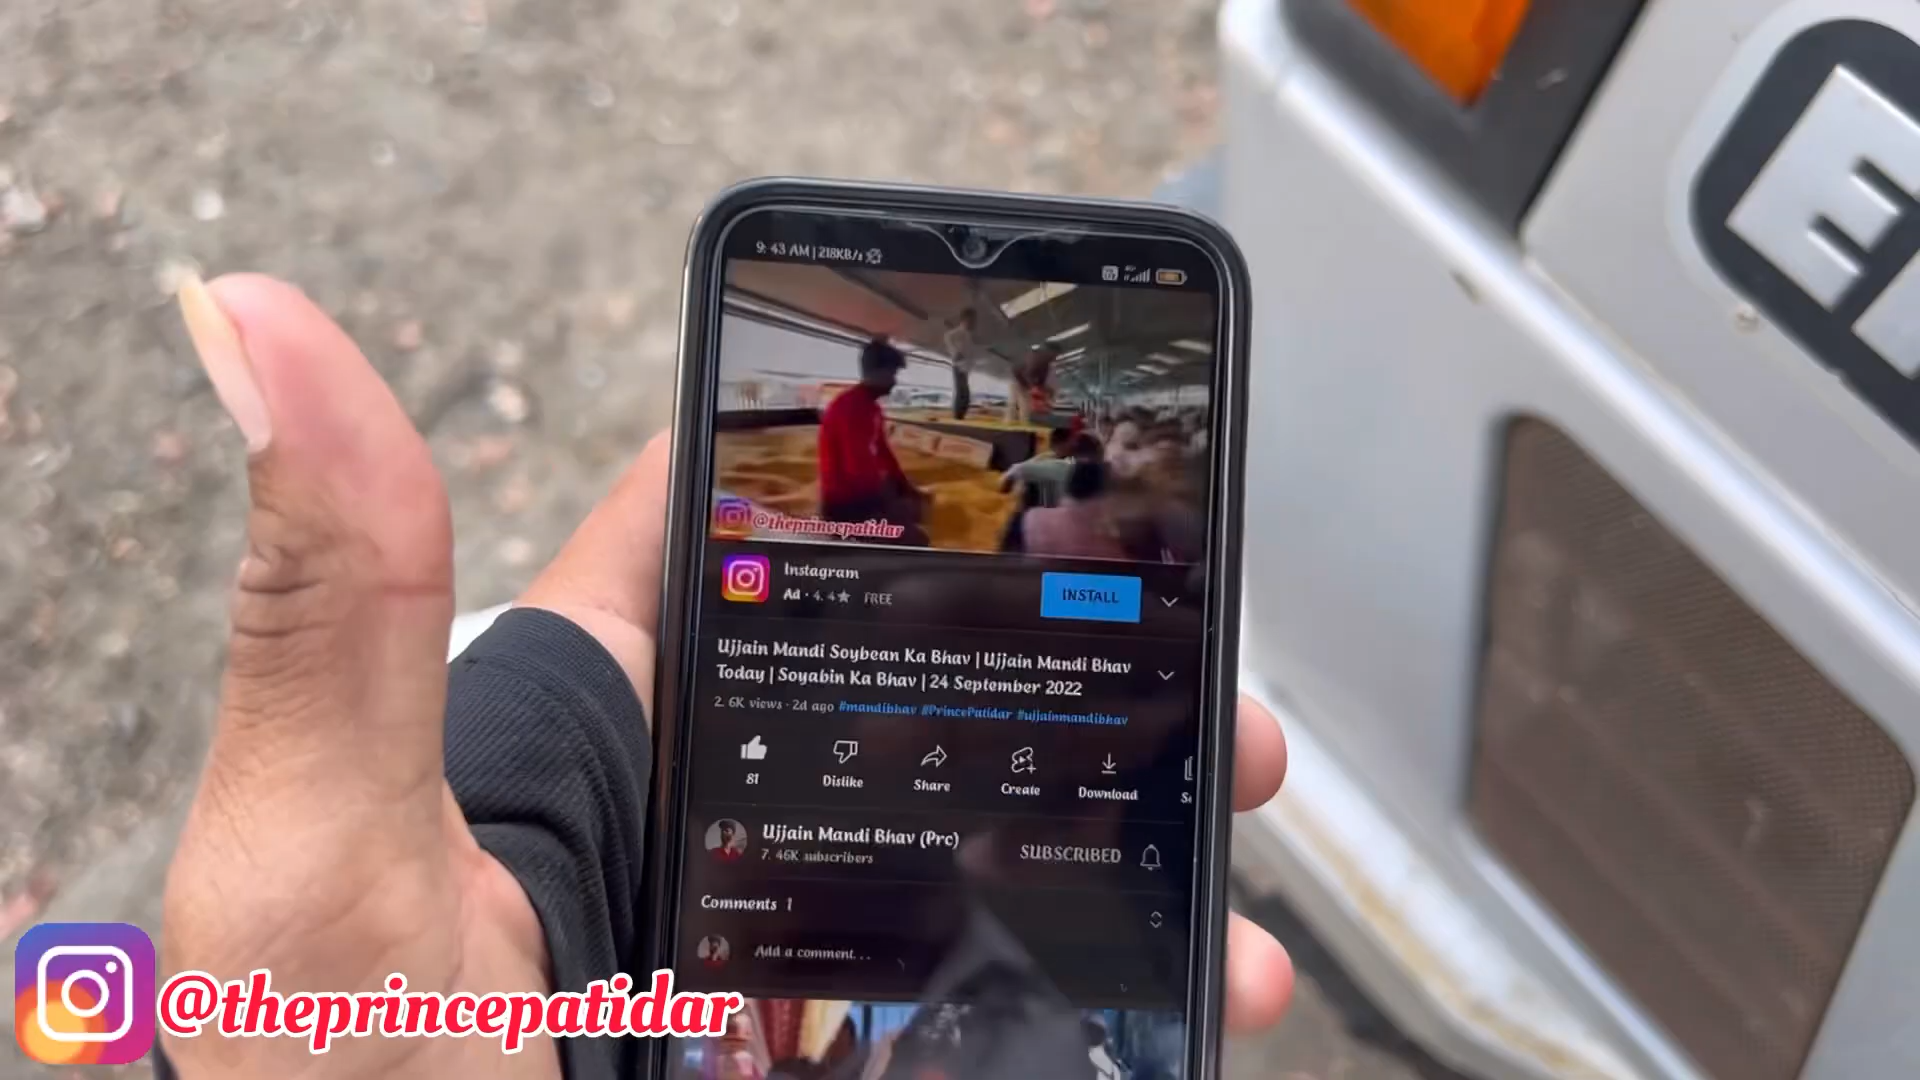 9:43 AM | 218KB/s
@theprincepatidar
Instagram
Ad · 4.4★ FREE
INSTALL
Ujjain Mandi Soybean Ka Bhav | Ujjain Mandi Bhav
Today | Soyabin Ka Bhav | 24 September 2022
2.6K views · 2d ago #mandibhav #PrincePatidar #ujjainmandibhav
81
Dislike
Share
Create
Download
Ujjain Mandi Bhav (Prc)
7.46K subscribers
SUBSCRIBED
Comments 1
Add a comment...
@theprincepatidar